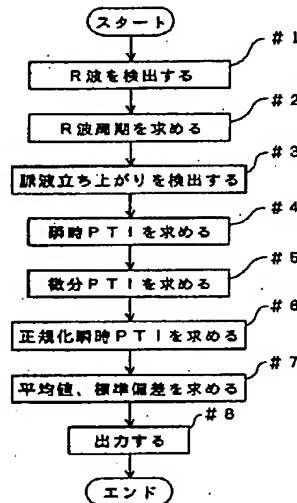 スタート
#1
R波を検出する
#2
R波周期を求める
#3
脈波立ち上がりを検出する
#4
瞬時PTIを求める
#5
微分PTIを求める
#6
正規化瞬時PTIを求める
#7
平均値、標準偏差を求める
#8
出力する
エンド